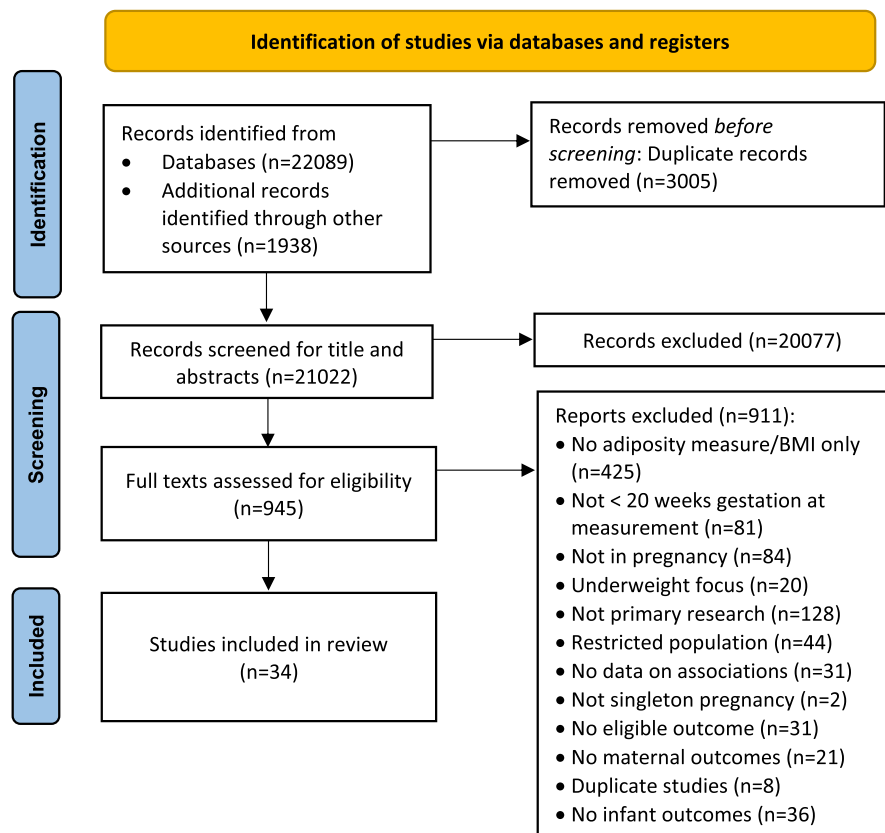 Identification of studies via databases and registers
Identification
Records identified from
• Databases (n=22089)
• Additional records
identified through other
sources (n=1938)
Records removed before
screening: Duplicate records
removed (n=3005)
Screening
Records screened for title and
abstracts (n=21022)
Records excluded (n=20077)
Full texts assessed for eligibility
(n=945)
Reports excluded (n=911):
• No adiposity measure/BMI only
(n=425)
• Not < 20 weeks gestation at
measurement (n=81)
• Not in pregnancy (n=84)
• Underweight focus (n=20)
• Not primary research (n=128)
• Restricted population (n=44)
• No data on associations (n=31)
• Not singleton pregnancy (n=2)
• No eligible outcome (n=31)
• No maternal outcomes (n=21)
• Duplicate studies (n=8)
• No infant outcomes (n=36)
Included
Studies included in review
(n=34)